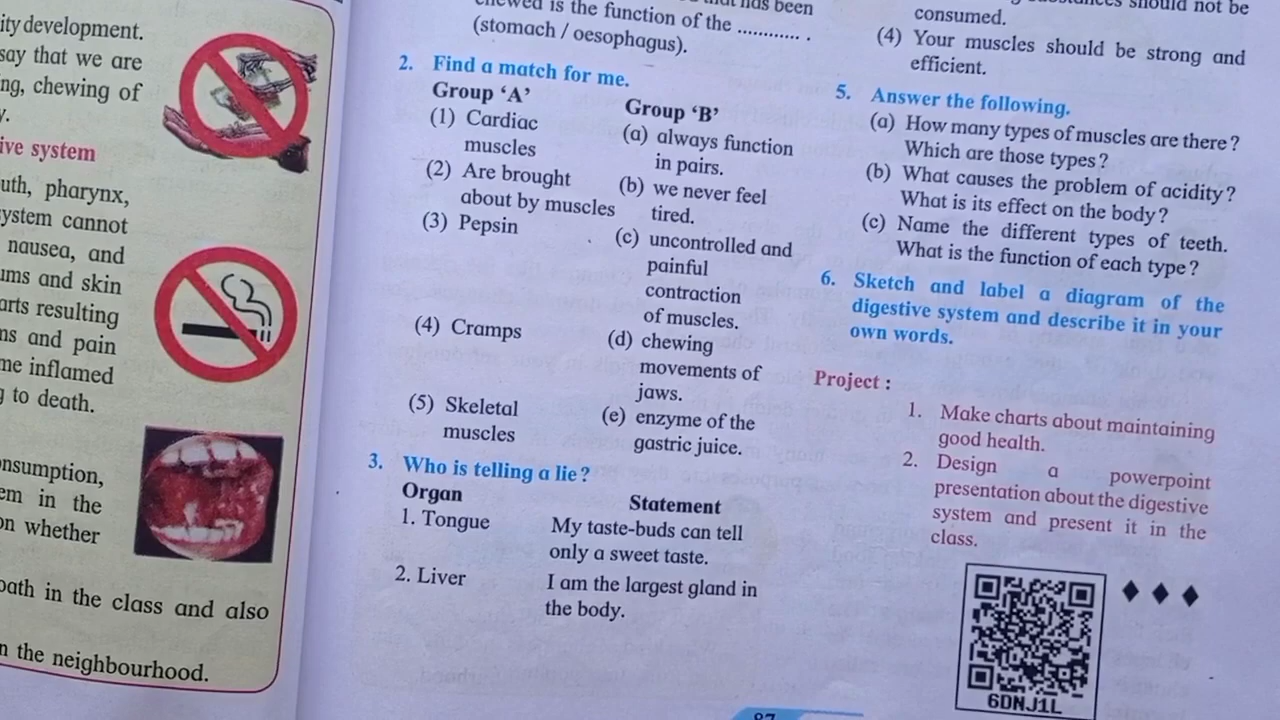 ity development.
say that we are
ng, chewing of
y.
ive system
uth, pharynx,
ystem cannot
nausea, and
ums and skin
arts resulting
ns and pain
me inflamed
g to death.
onsumption,
em in the
on whether
path in the class and also
n the neighbourhood.
chewed is the function of the ............ .
(stomach / oesophagus).
2. Find a match for me.
Group ‘A’
Group ‘B’
(1) Cardiac
muscles
(a) always function
in pairs.
(2) Are brought
about by muscles
(b) we never feel
tired.
(3) Pepsin
(c) uncontrolled and
painful
contraction
of muscles.
(4) Cramps
(d) chewing
movements of
jaws.
(5) Skeletal
muscles
(e) enzyme of the
gastric juice.
3. Who is telling a lie?
Organ Statement
1. Tongue My taste-buds can tell
only a sweet taste.
2. Liver I am the largest gland in
the body.
should not be
consumed.
(4) Your muscles should be strong and
efficient.
5. Answer the following.
(a) How many types of muscles are there?
Which are those types?
(b) What causes the problem of acidity?
What is its effect on the body?
(c) Name the different types of teeth.
What is the function of each type?
6. Sketch and label a diagram of the
digestive system and describe it in your
own words.
Project :
1. Make charts about maintaining
good health.
2. Design a powerpoint
presentation about the digestive
system and present it in the
class.
6DNJ1L